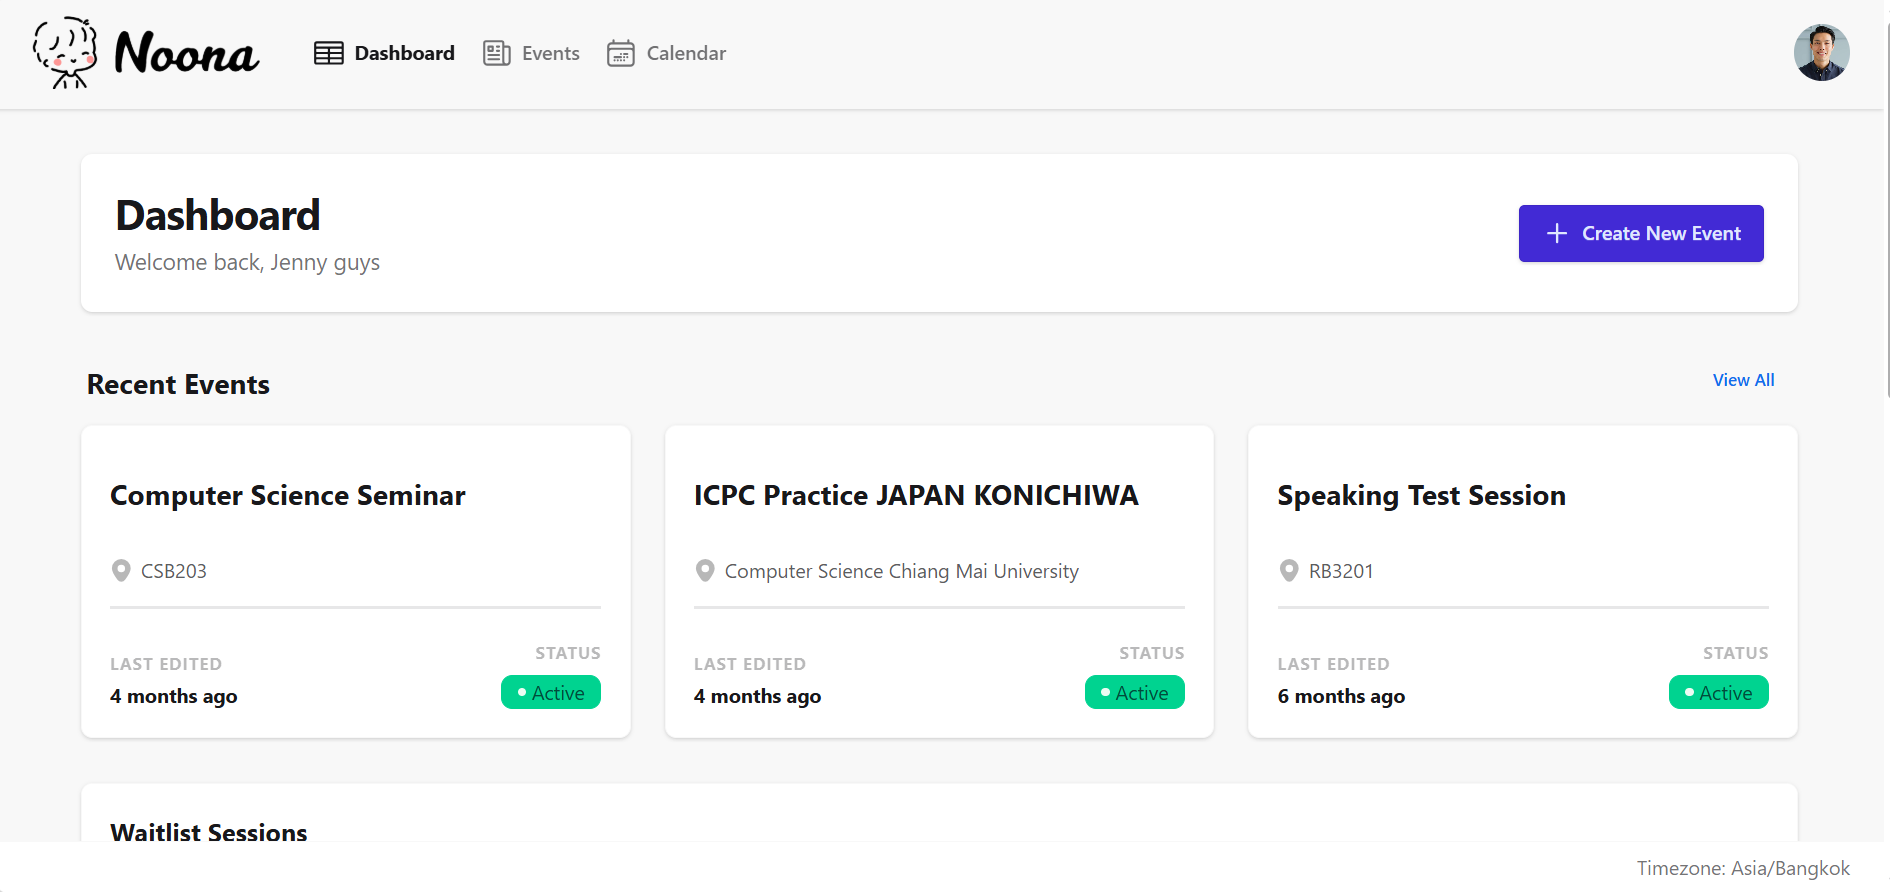 Noona
Dashboard
Events
Calendar
Dashboard
Welcome back, Jenny guys
Create New Event
Recent Events
View All
Computer Science Seminar
CSB203
LAST EDITED
4 months ago
STATUS
Active
ICPC Practice JAPAN KONICHIWA
Computer Science Chiang Mai University
LAST EDITED
4 months ago
STATUS
Active
Speaking Test Session
RB3201
LAST EDITED
6 months ago
STATUS
Active
Waitlist Sessions
Timezone: Asia/Bangkok